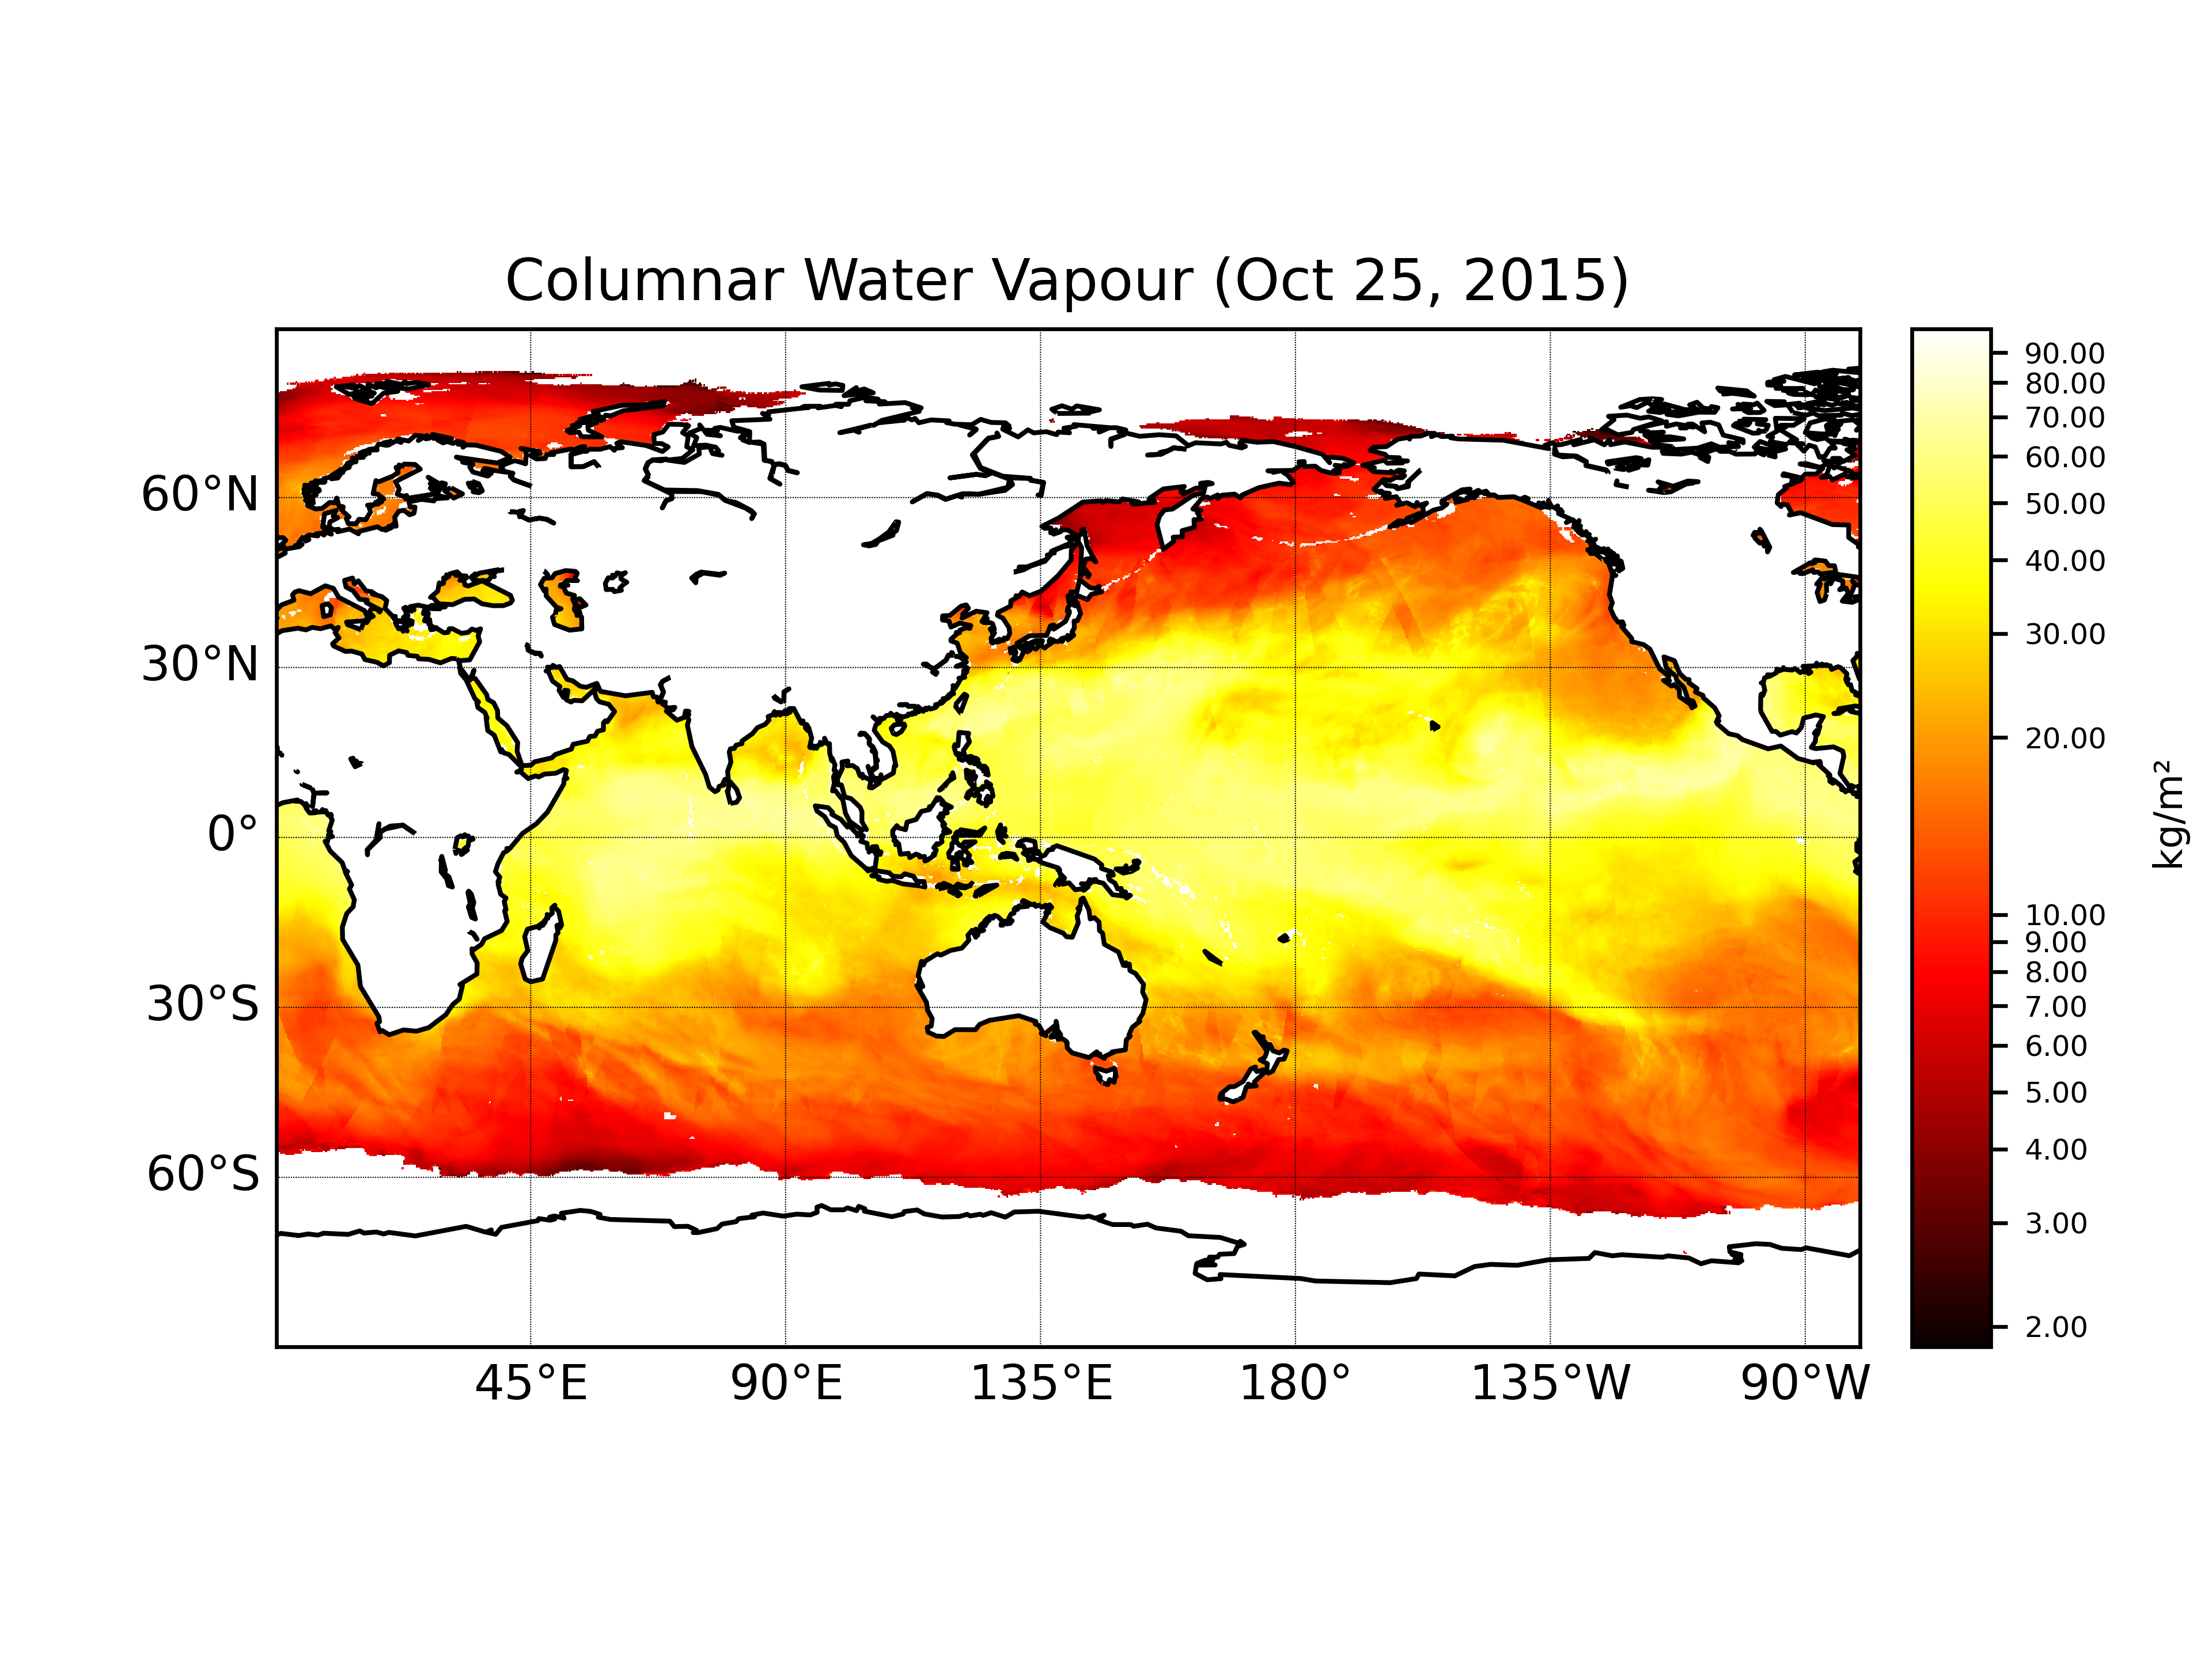 Columnar Water Vapour (Oct 25, 2015)
60°N
30°N
0°
30°S
60°S
45°E
90°E
135°E
180°
135°W
90°W
90.00
80.00
70.00
60.00
50.00
40.00
30.00
20.00
10.00
9.00
8.00
7.00
6.00
5.00
4.00
3.00
2.00
kg/m²